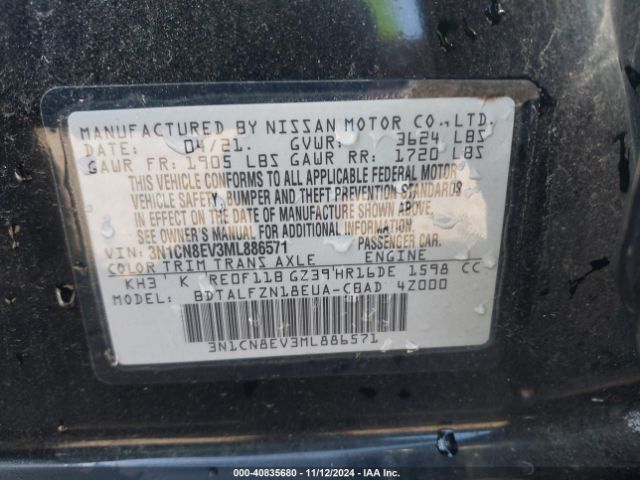 MANUFACTURED BY NISSAN MOTOR CO.,LTD.
DATE: 04/21. GVWR: 3624 LBS
GAWR FR: 1905 LBS GAWR RR: 1720 LBS
THIS VEHICLE CONFORMS TO ALL APPLICABLE FEDERAL MOTOR
VEHICLE SAFETY, BUMPER AND THEFT PREVENTION STANDARDS
IN EFFECT ON THE DATE OF MANUFACTURE SHOWN ABOVE.
SEE OWNER'S MANUAL FOR ADDITIONAL INFORMATION.
VIN: 3N1CN8EV3ML886571 PASSENGER CAR.
COLOR TRIM TRANS AXLE ENGINE
KH3 K RE0F11B GZ39 HR16DE 1598 CC
MODEL: BDTALFZN18EUA-CBAD 4Z000
3N1CN8EV3ML886571
000-40835680 - 11/12/2024 - IAA Inc.